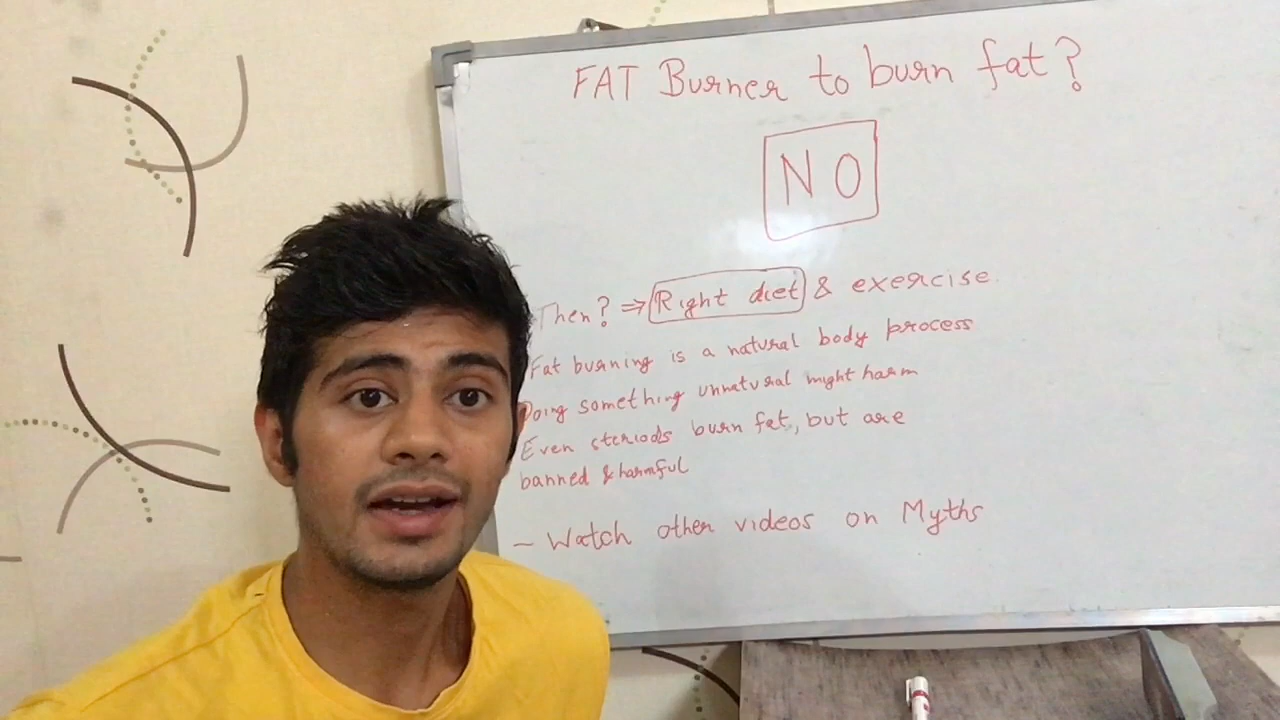 FAT Burner to burn fat?
NO
Then? ⇒ Right diet & exercise.
Fat burning is a natural body process
Doing something unnatural might harm
Even steriods burn fat, but are
banned & harmful
- Watch other videos on Myths